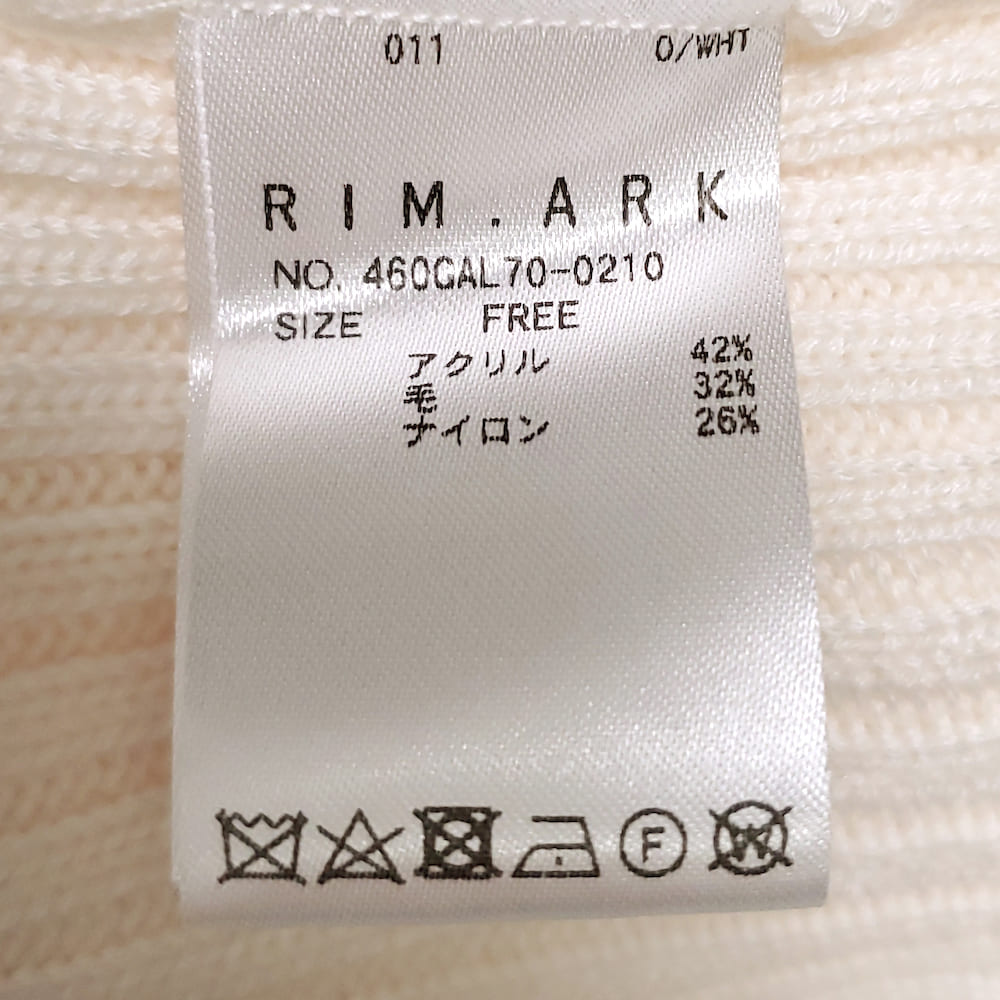 011 O/WHT
RIM.ARK
NO. 460GAL70-0210
SIZE FREE
アクリル 42%
毛 32%
ナイロン 26%
F
W